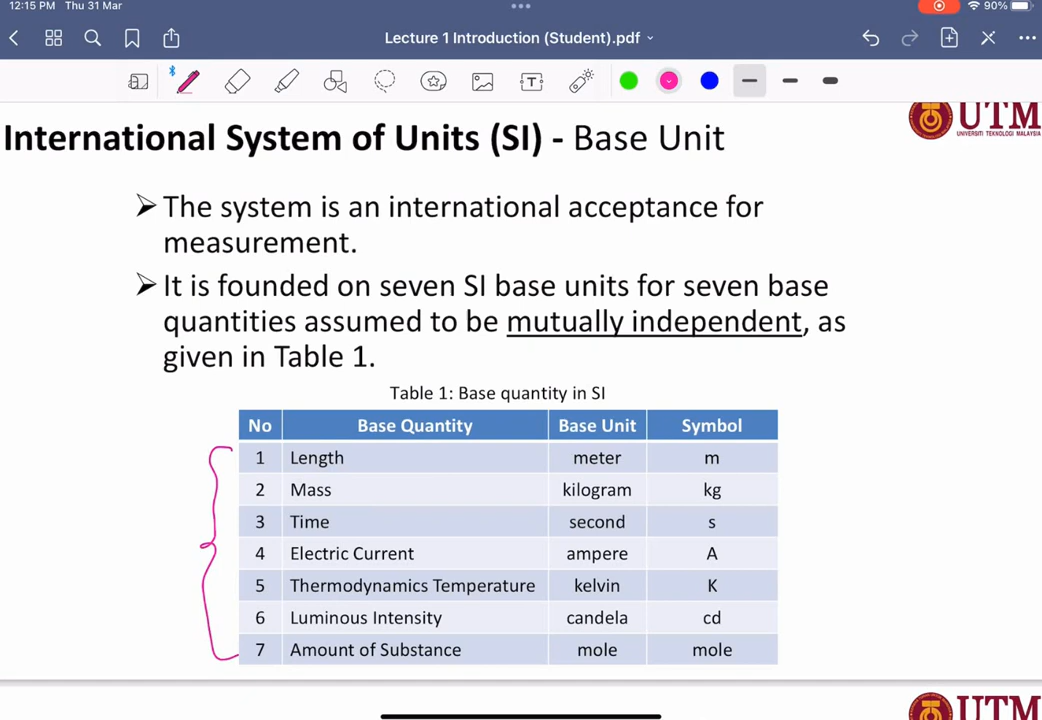 12:15 PM Thu 31 Mar
90%
Lecture 1 Introduction (Student).pdf
T
International System of Units (SI) - Base Unit
UTM
UNIVERSITI TEKNOLOGI MALAYSIA
The system is an international acceptance for
measurement.
It is founded on seven SI base units for seven base
quantities assumed to be mutually independent, as
given in Table 1.
Table 1: Base quantity in SI
No Base Quantity Base Unit Symbol
1 Length meter m
2 Mass kilogram kg
3 Time second s
4 Electric Current ampere A
5 Thermodynamics Temperature kelvin K
6 Luminous Intensity candela cd
7 Amount of Substance mole mole
UTM